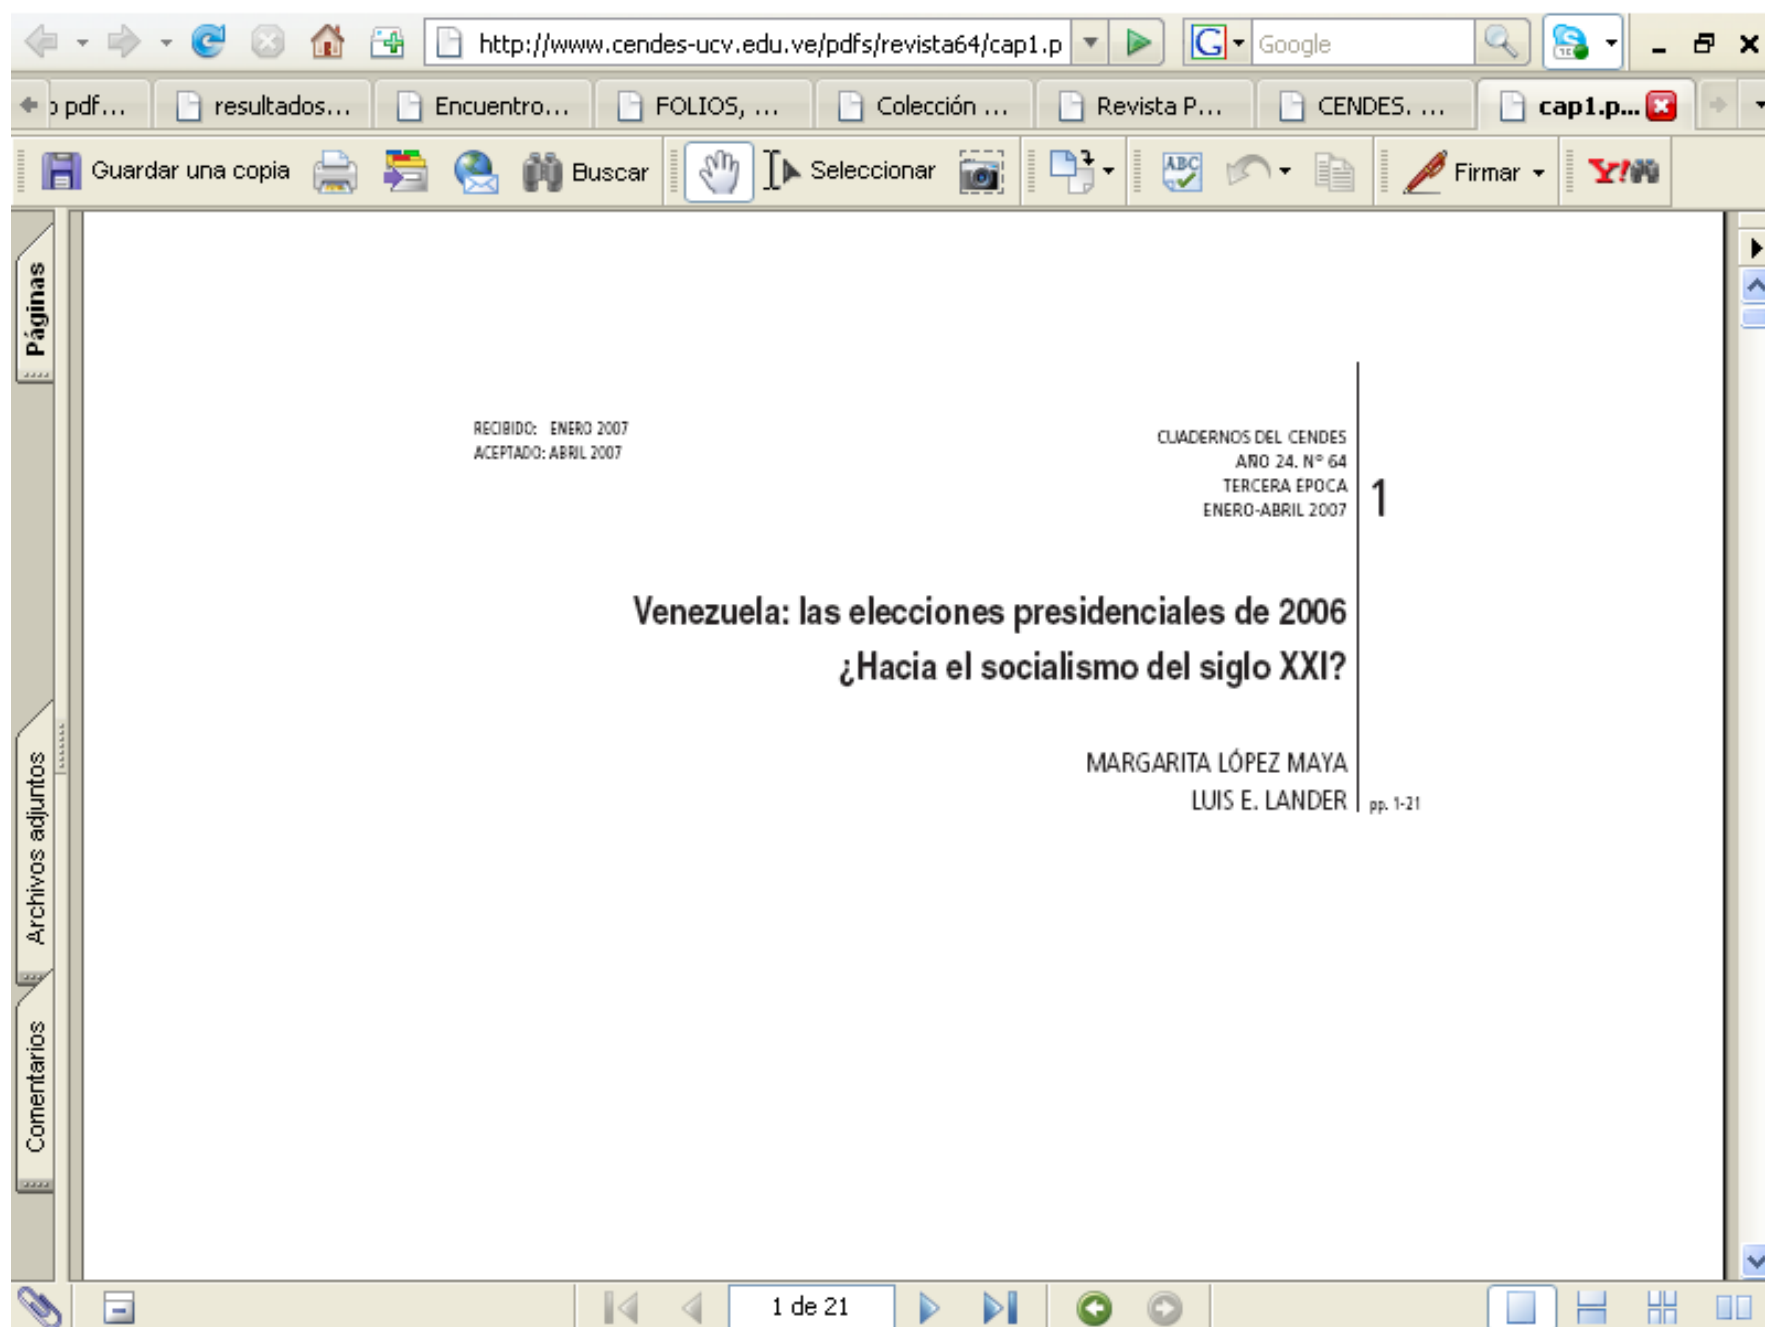 http://www.cendes-ucv.edu.ve/pdfs/revista64/cap1.p
Google
pdf...
resultados...
Encuentro...
FOLIOS, ...
Colección ...
Revista P...
CENDES. ...
cap1.p...
Guardar una copia
Buscar
Seleccionar
Firmar
Y!
Páginas
Archivos adjuntos
Comentarios
RECIBIDO: ENERO 2007
ACEPTADO: ABRIL 2007
CUADERNOS DEL CENDES
AÑO 24. Nº 64
TERCERA EPOCA
ENERO-ABRIL 2007
1
Venezuela: las elecciones presidenciales de 2006
¿Hacia el socialismo del siglo XXI?
MARGARITA LÓPEZ MAYA
LUIS E. LANDER
pp. 1-21
1 de 21